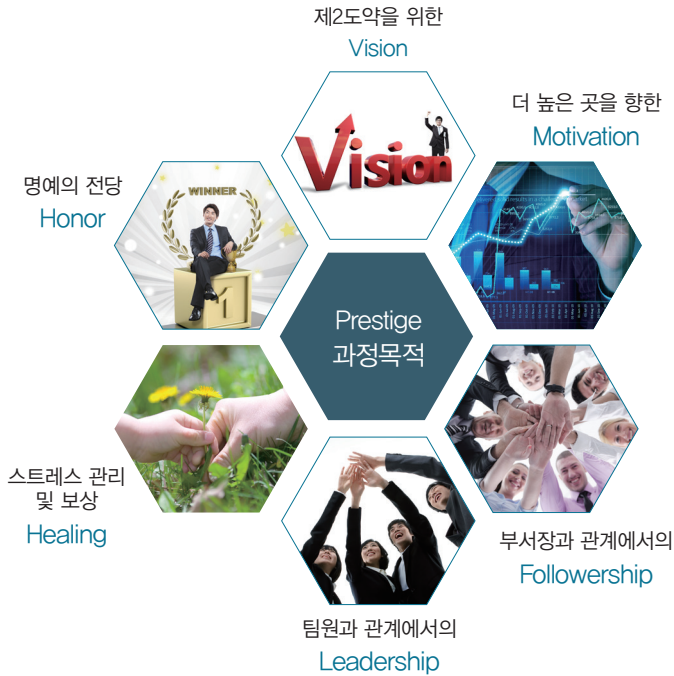 제2도약을 위한
Vision
Vision
더 높은 곳을 향한
Motivation
명예의 전당
Honor
WINNER
1
Prestige
과정목적
스트레스 관리
및 보상
Healing
부서장과 관계에서의
Followership
팀원과 관계에서의
Leadership